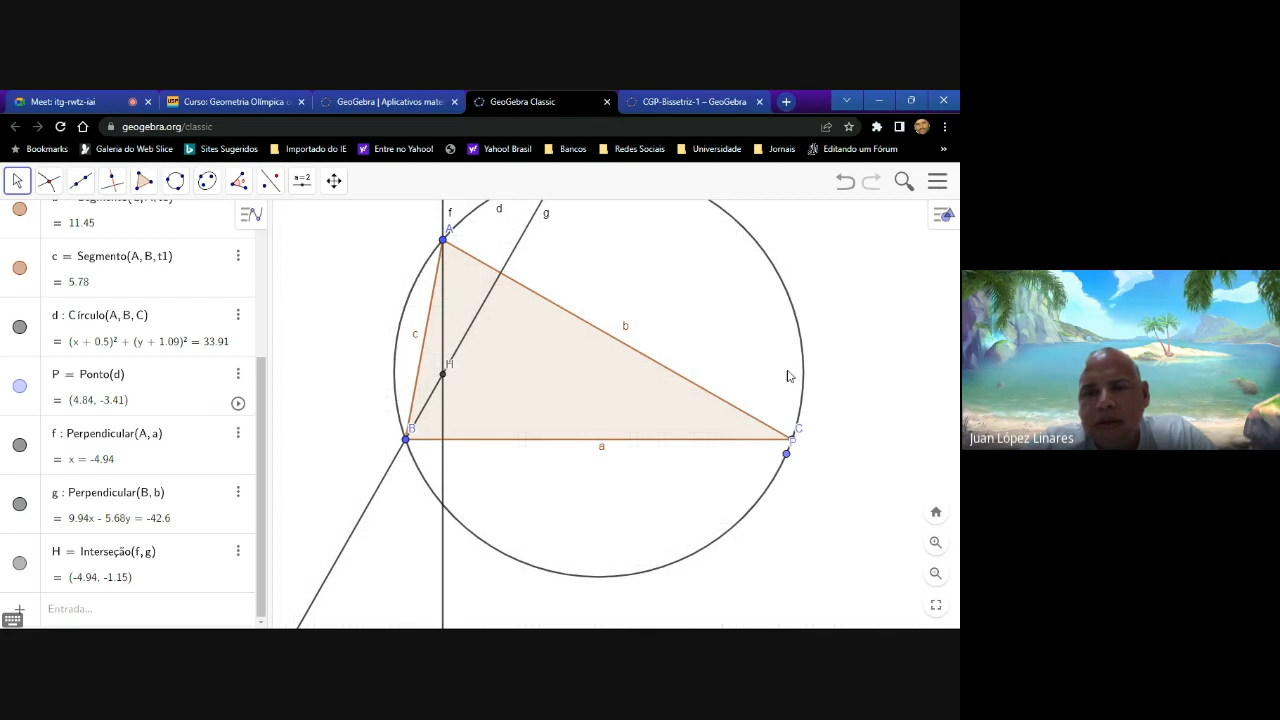 Meet: itg-rwtz-iai
Curso: Geometria Olímpica
GeoGebra | Aplicativos mate
GeoGebra Classic
CGP-Bissetriz-1 – GeoGebra
geogebra.org/classic
Bookmarks
Galeria do Web Slice
Sites Sugeridos
Importado do IE
Entre no Yahoo!
Yahoo! Brasil
Bancos
Redes Sociais
Universidade
Jornais
Editando um Fórum
»
a=2
= 11.45
c = Segmento(A, B, t1)
= 5.78
d : Círculo(A, B, C)
= (x + 0.5)² + (y + 1.09)² = 33.91
P = Ponto(d)
= (4.84, -3.41)
f : Perpendicular(A, a)
= x = -4.94
g : Perpendicular(B, b)
= 9.94x - 5.68y = -42.6
H = Interseção(f, g)
= (-4.94, -1.15)
Entrada...
f
d
g
A
b
c
H
B
C
P
a
Juan López Linares